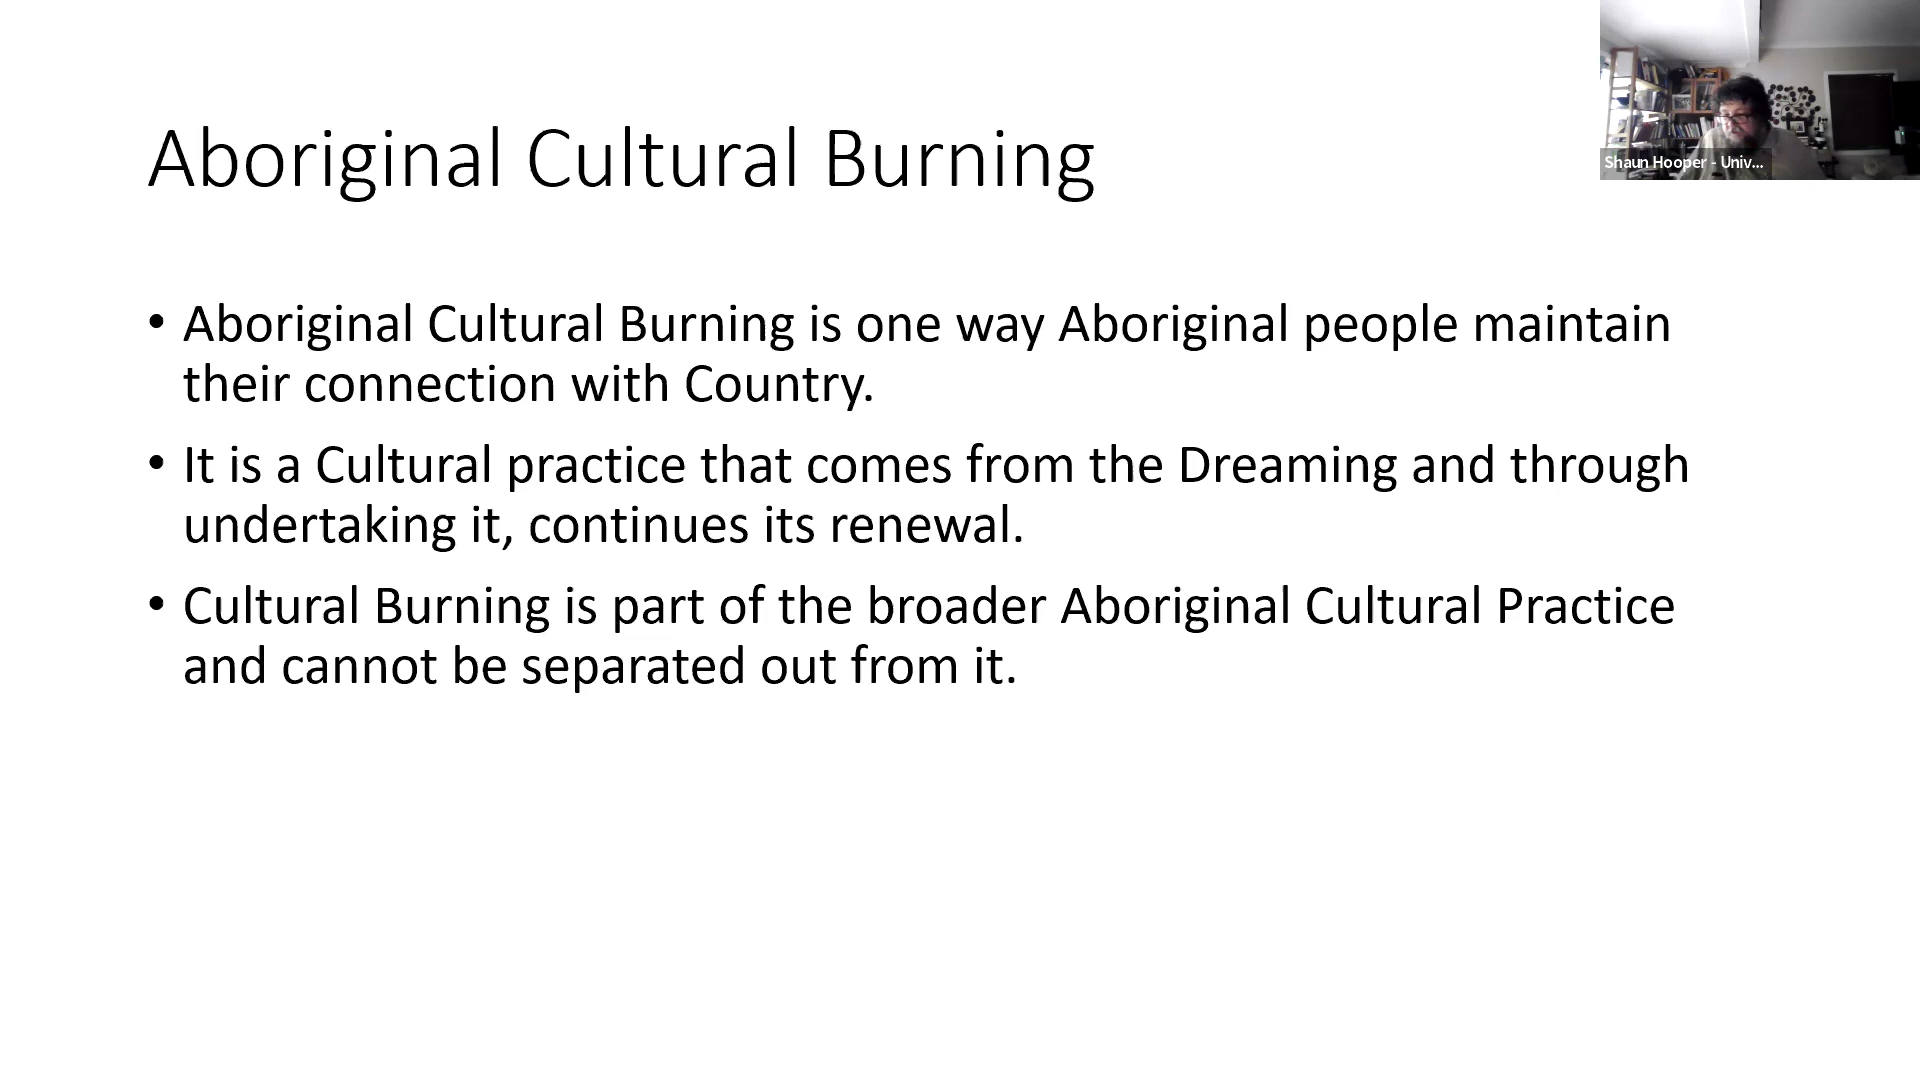 Aboriginal Cultural Burning
• Aboriginal Cultural Burning is one way Aboriginal people maintain
their connection with Country.
• It is a Cultural practice that comes from the Dreaming and through
undertaking it, continues its renewal.
• Cultural Burning is part of the broader Aboriginal Cultural Practice
and cannot be separated out from it.
Shaun Hooper - Univ...